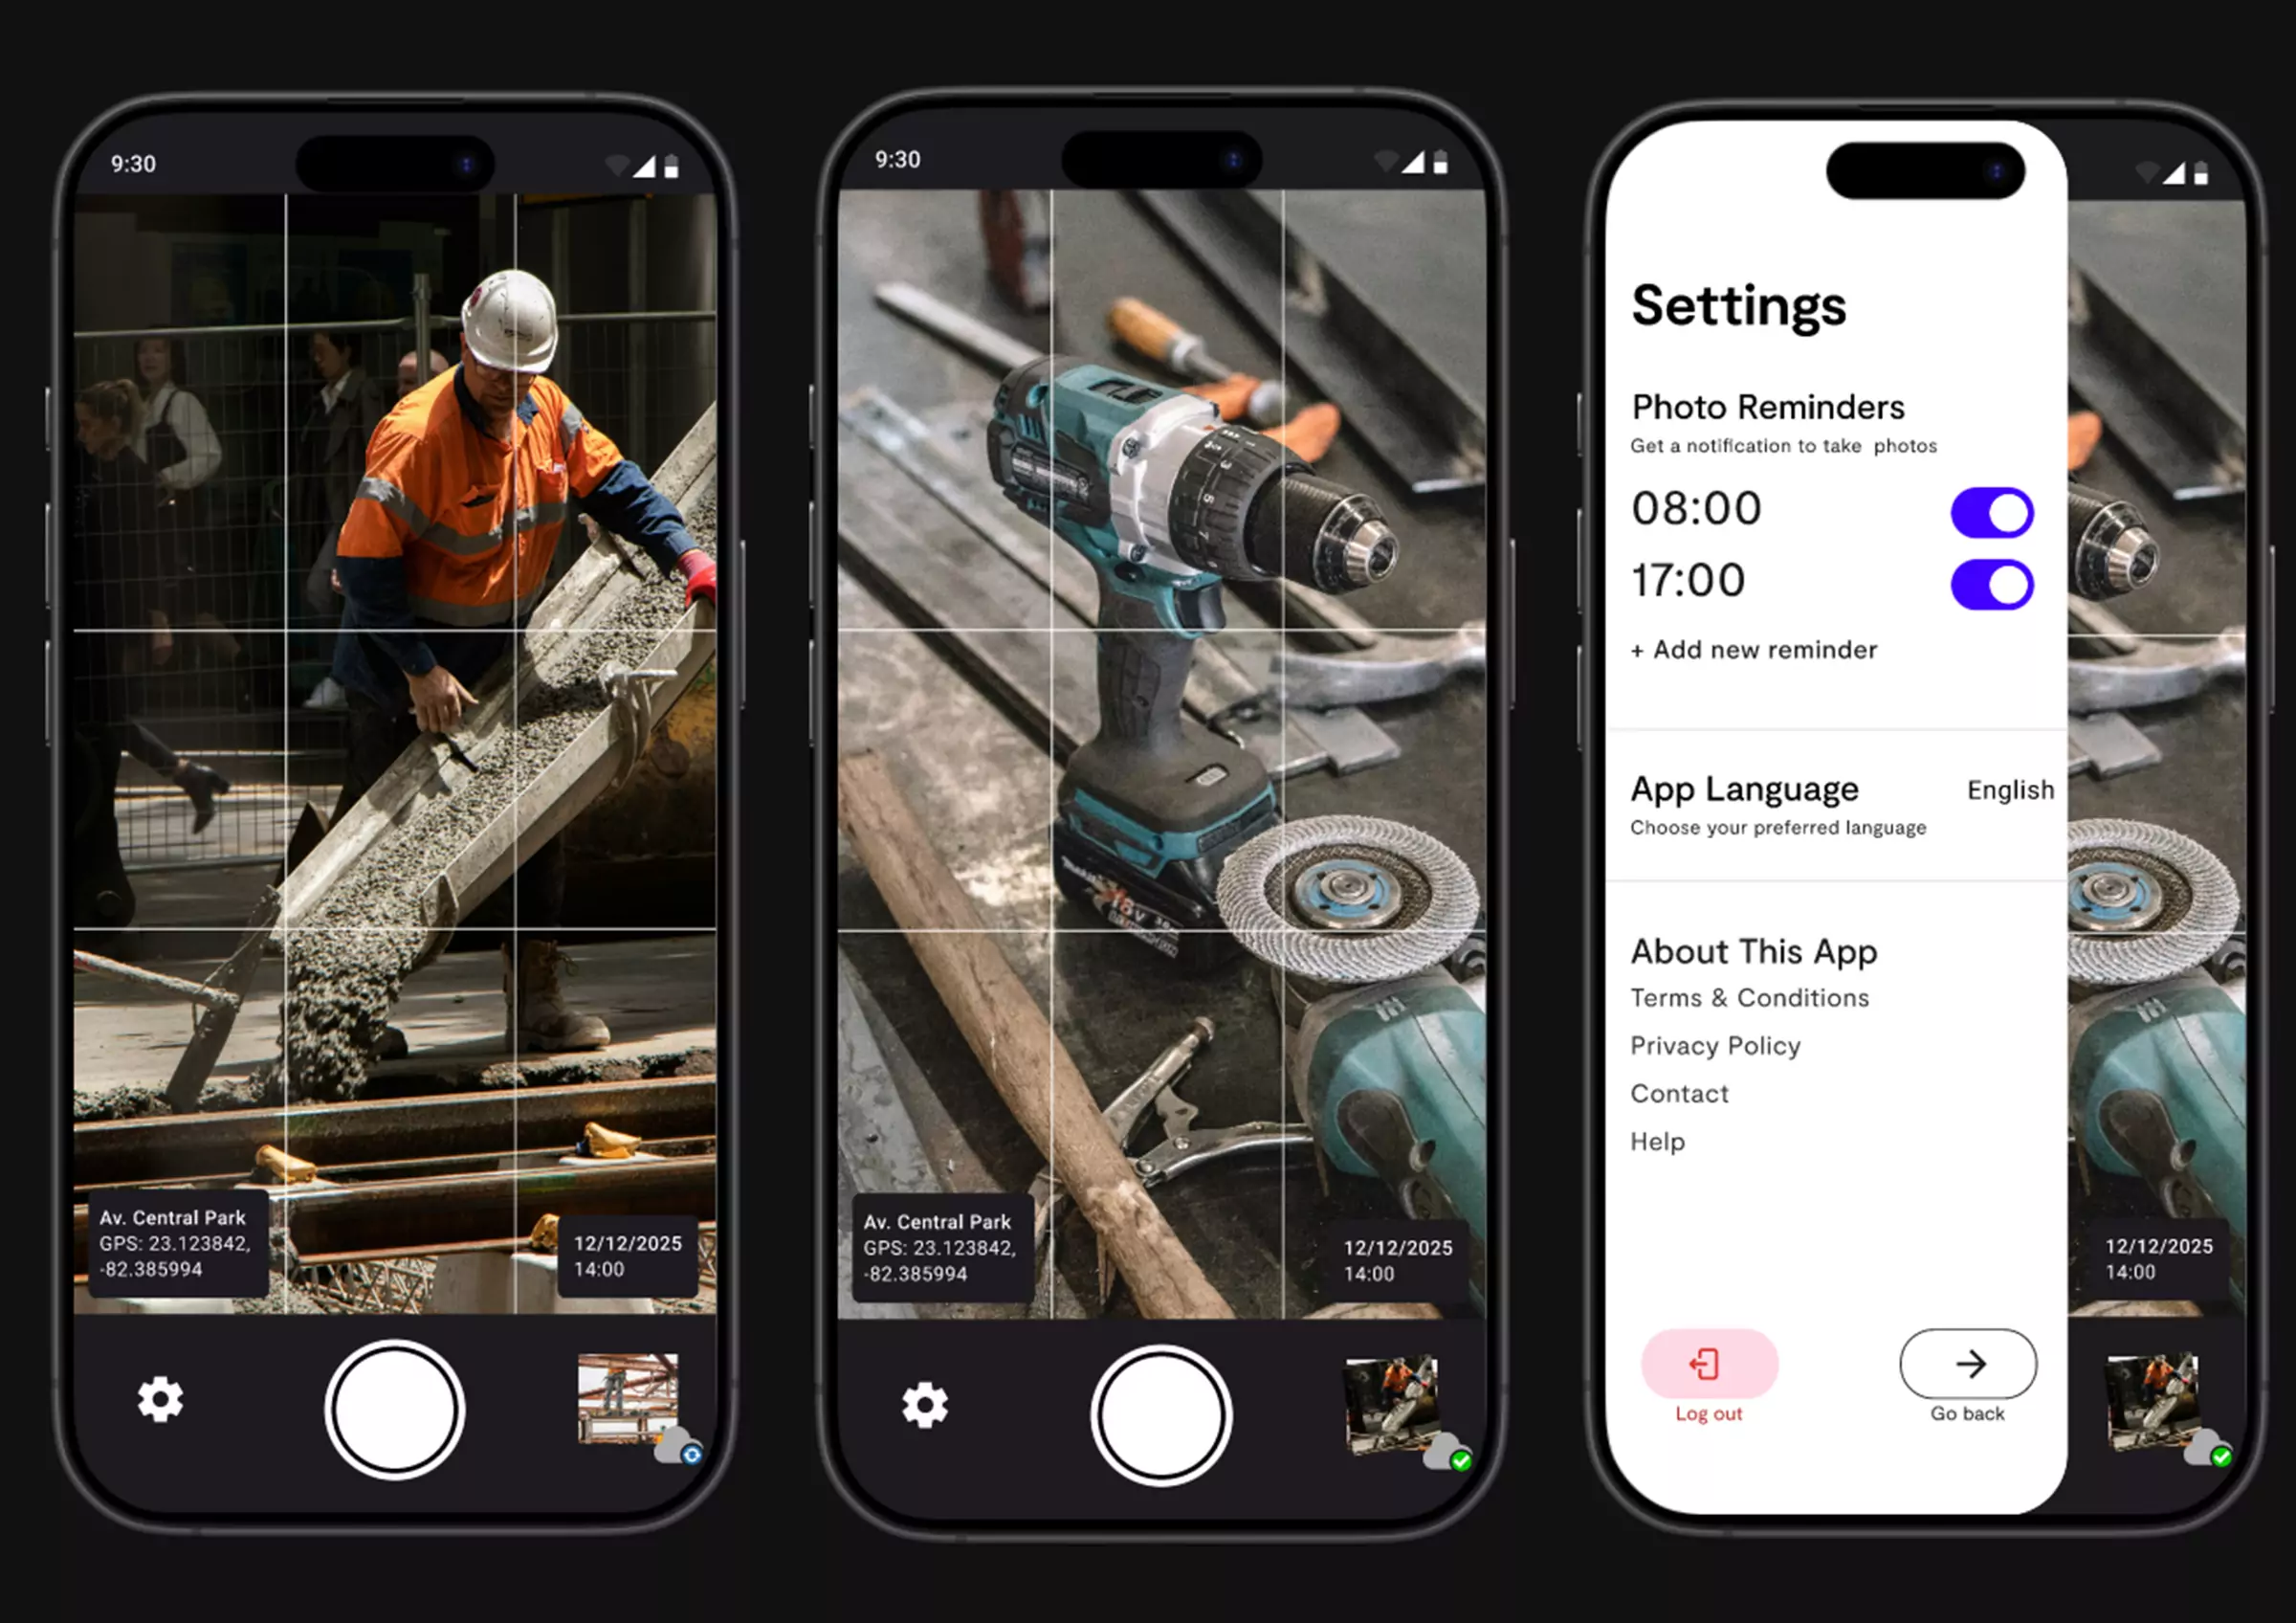 9:30
Av. Central Park
GPS: 23.123842,
-82.385994
12/12/2025
14:00
9:30
18V
Av. Central Park
GPS: 23.123842,
-82.385994
12/12/2025
14:00
Settings
Photo Reminders
Get a notification to take photos
08:00
17:00
+ Add new reminder
App Language
English
Choose your preferred language
About This App
Terms & Conditions
Privacy Policy
Contact
Help
Log out
Go back
12/12/2025
14:00